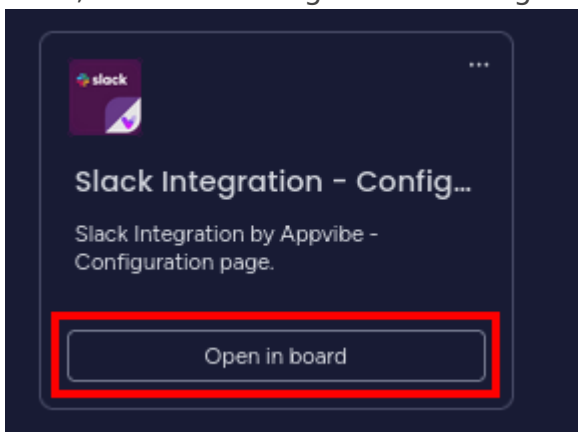 slack
...
Slack Integration - Config...
Slack Integration by Appvibe -
Configuration page.
Open in board